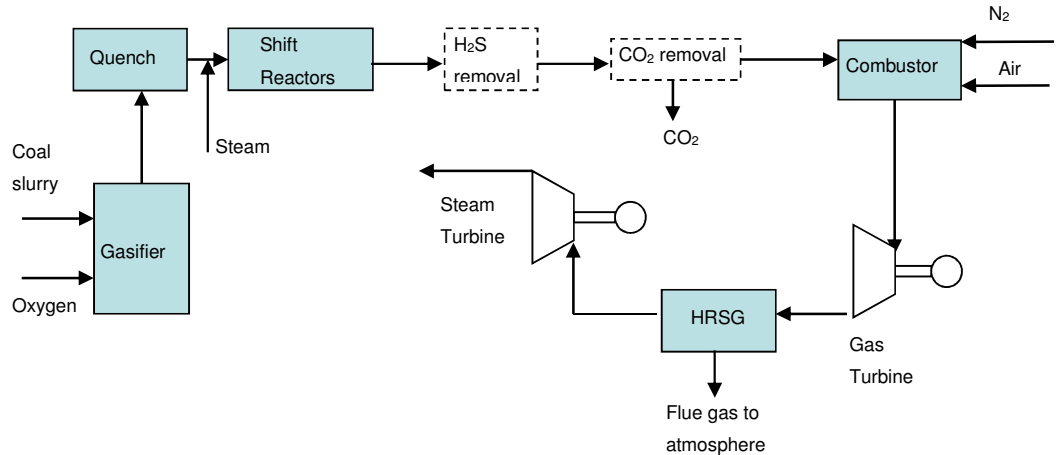 N₂
Quench
Shift
Reactors
H₂S
removal
CO₂ removal
Combustor
Air
CO₂
Steam
Coal
slurry
Gasifier
Oxygen
Steam
Turbine
HRSG
Gas
Turbine
Flue gas to
atmosphere